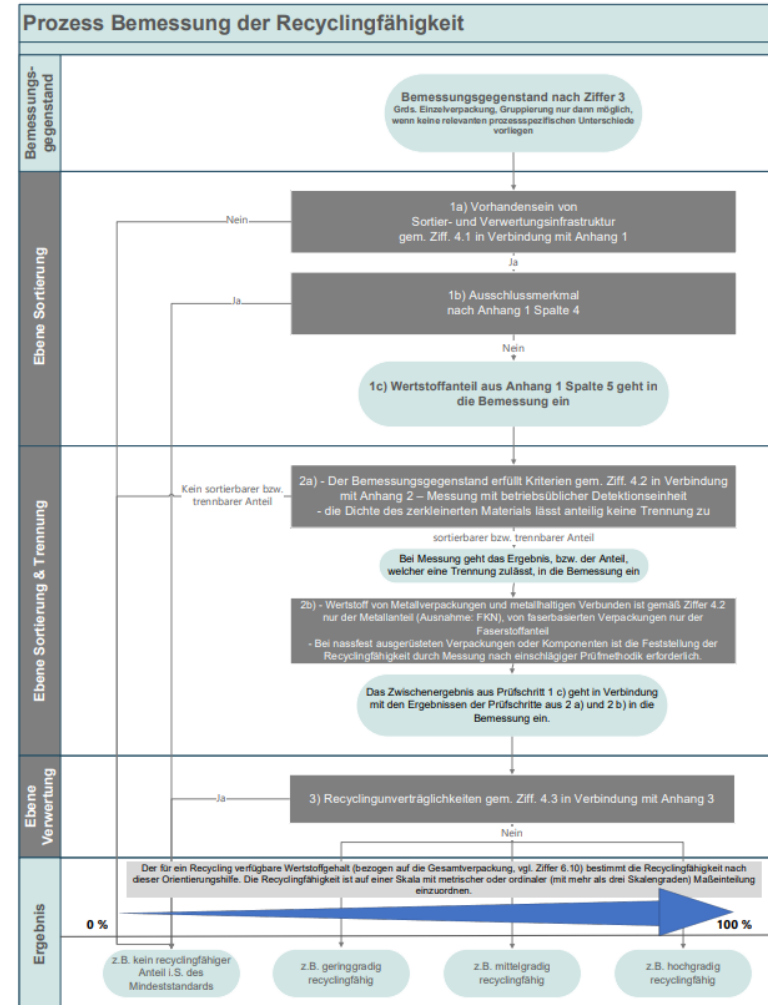 Prozess Bemessung der Recyclingfähigkeit
Bemessungs-
gegenstand
Bemessungsgegenstand nach Ziffer 3
Grds. Einzelverpackung, Gruppierung nur dann möglich,
wenn keine relevanten prozessspezifischen Unterschiede
vorliegen
Ebene Sortierung
Nein
1a) Vorhandensein von
Sortier- und Verwertungsinfrastruktur
gem. Ziff. 4.1 in Verbindung mit Anhang 1
Ja
Ja
1b) Ausschlussmerkmal
nach Anhang 1 Spalte 4
Nein
1c) Wertstoffanteil aus Anhang 1 Spalte 5 geht in
die Bemessung ein
Ebene Sortierung & Trennung
Kein sortierbarer bzw.
trennbarer Anteil
2a) - Der Bemessungsgegenstand erfüllt Kriterien gem. Ziff. 4.2 in Verbindung
mit Anhang 2 – Messung mit betriebsüblicher Detektionseinheit
- die Dichte des zerkleinerten Materials lässt anteilig keine Trennung zu
sortierbarer bzw. trennbarer Anteil
Bei Messung geht das Ergebnis, bzw. der Anteil,
welcher eine Trennung zulässt, in die Bemessung ein
2b) - Wertstoff von Metallverpackungen und metallhaltigen Verbunden ist gemäß Ziffer 4.2
nur der Metallanteil (Ausnahme: FKN), von faserbasierten Verpackungen nur der
Faserstoffanteil
- Bei nassfest ausgerüsteten Verpackungen oder Komponenten ist die Feststellung der
Recyclingfähigkeit durch Messung nach einschlägiger Prüfmethodik erforderlich.
Das Zwischenergebnis aus Prüfschritt 1 c) geht in Verbindung
mit den Ergebnissen der Prüfschritte aus 2 a) und 2 b) in die
Bemessung ein.
Ebene
Verwertung
Ja
3) Recyclingunverträglichkeiten gem. Ziff. 4.3 in Verbindung mit Anhang 3
Nein
Ergebnis
Der für ein Recycling verfügbare Wertstoffgehalt (bezogen auf die Gesamtverpackung, vgl. Ziffer 6.10) bestimmt die Recyclingfähigkeit nach
dieser Orientierungshilfe. Die Recyclingfähigkeit ist auf einer Skala mit metrischer oder ordinaler (mit mehr als drei Skalengraden) Maßeinteilung
einzuordnen.
0 %
100 %
z.B. kein recyclingfähiger
Anteil i.S. des
Mindeststandards
z.B. geringgradig
recyclingfähig
z.B. mittelgradig
recyclingfähig
z.B. hochgradig
recyclingfähig